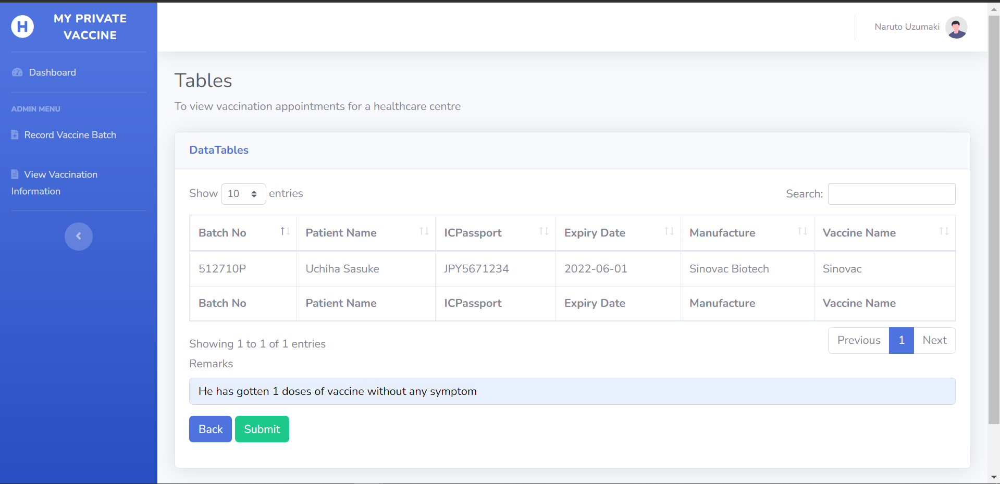 H
MY PRIVATE
VACCINE
Naruto Uzumaki
Dashboard
ADMIN MENU
Record Vaccine Batch
View Vaccination
Information
Tables
To view vaccination appointments for a healthcare centre
DataTables
Show 10 entries
Search:
Batch No Patient Name ICPassport Expiry Date Manufacture Vaccine Name
512710P Uchiha Sasuke JPY5671234 2022-06-01 Sinovac Biotech Sinovac
Batch No Patient Name ICPassport Expiry Date Manufacture Vaccine Name
Showing 1 to 1 of 1 entries
Previous 1 Next
Remarks
He has gotten 1 doses of vaccine without any symptom
Back Submit